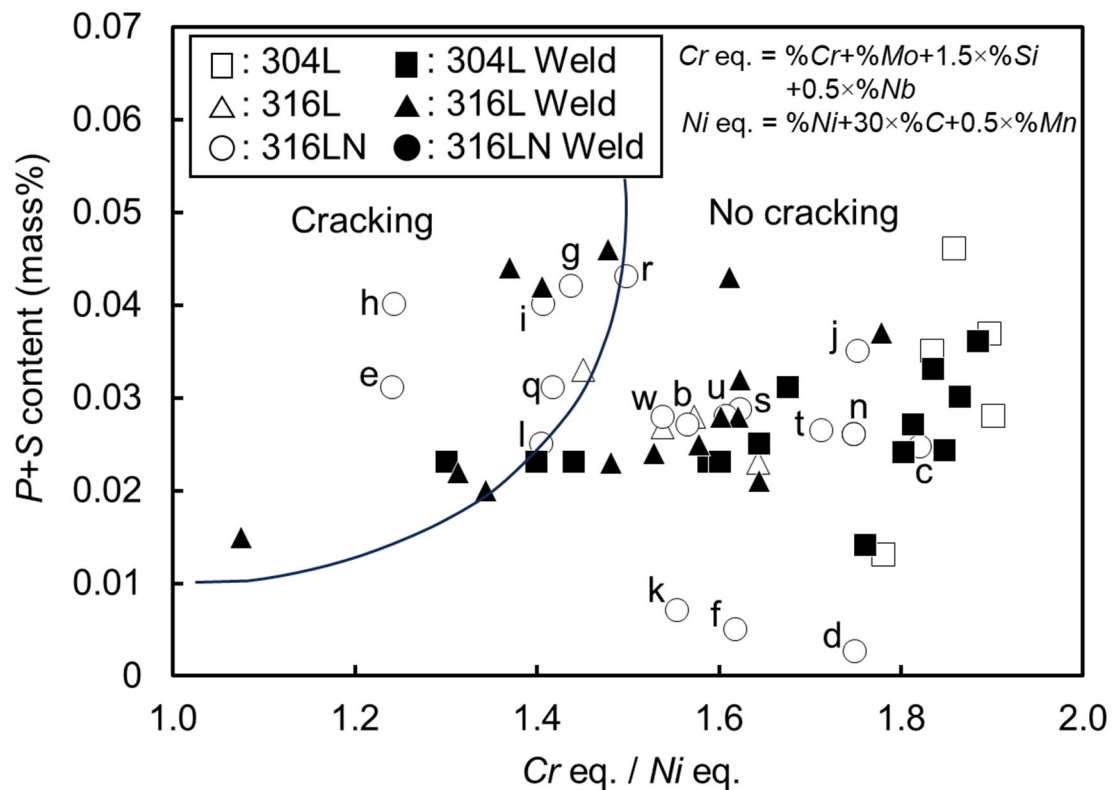 0.07
0.06
0.05
0.04
0.03
0.02
0.01
0
P+S content (mass%)
: 304L
: 304L Weld
: 316L
: 316L Weld
: 316LN
: 316LN Weld
Cr eq. = %Cr+%Mo+1.5×%Si
+0.5×%Nb
Ni eq. = %Ni+30×%C+0.5×%Mn
Cracking
No cracking
g
r
h
i
j
e
q
w
b
u
s
t
n
l
c
k
f
d
1.0
1.2
1.4
1.6
1.8
2.0
Cr eq. / Ni eq.